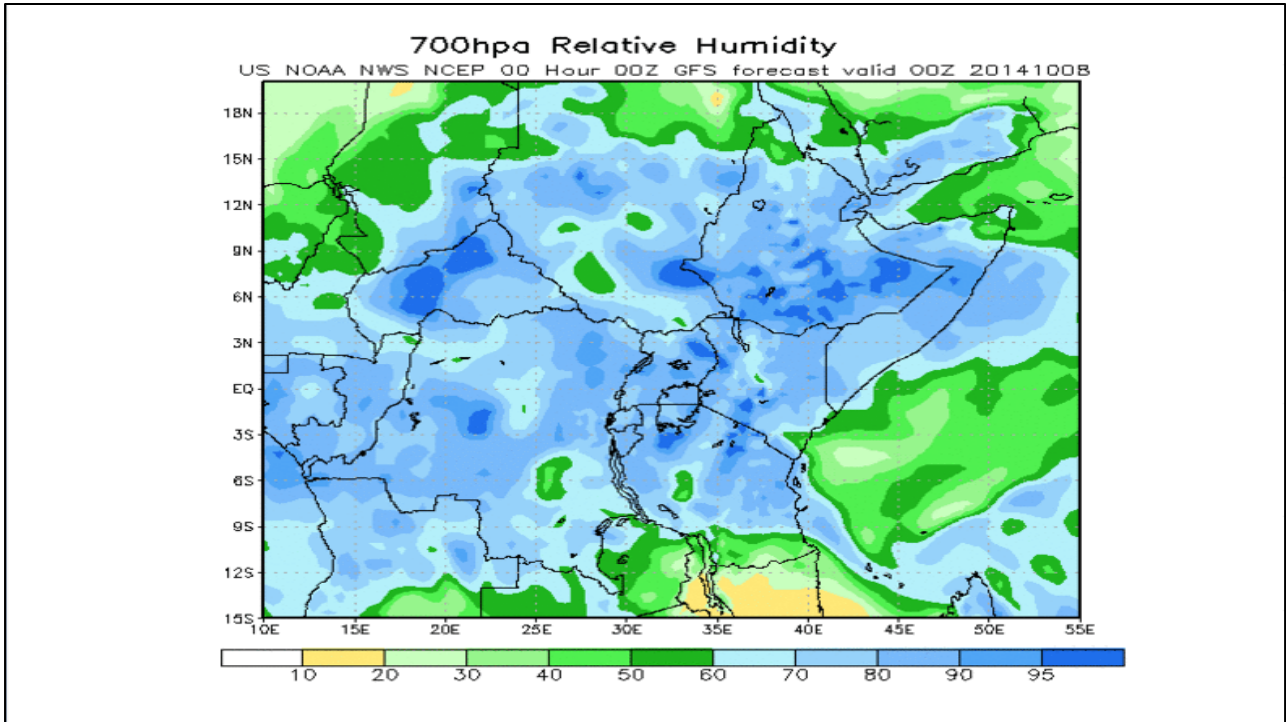 700hpa Relative Humidity
US NOAA NWS NCEP 00 Hour 00Z GFS forecast valid 00Z 20141008
18N
15N
12N
9N
6N
3N
EQ
3S
6S
9S
12S
15S
10E 15E 20E 25E 30E 35E 40E 45E 50E 55E
10 20 30 40 50 60 70 80 90 95